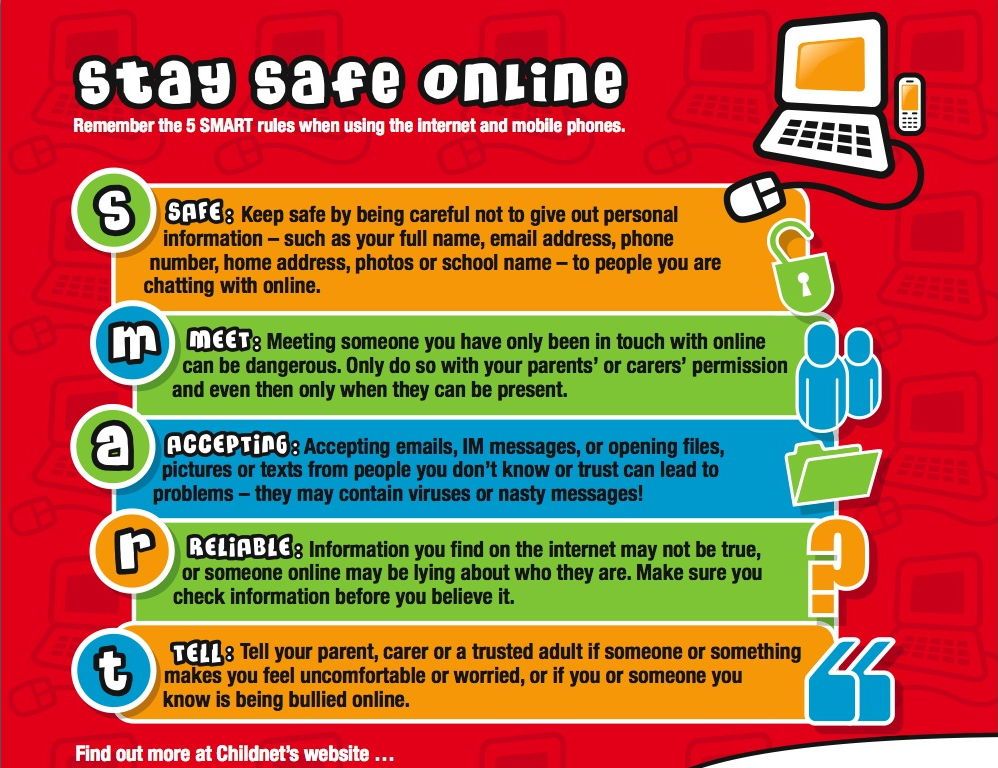 Stay Safe Online
Remember the 5 SMART rules when using the internet and mobile phones.
S
SAFE: Keep safe by being careful not to give out personal
information – such as your full name, email address, phone
number, home address, photos or school name – to people you are
chatting with online.
m
MEET: Meeting someone you have only been in touch with online
can be dangerous. Only do so with your parents’ or carers’ permission
and even then only when they can be present.
a
ACCEPTING: Accepting emails, IM messages, or opening files,
pictures or texts from people you don’t know or trust can lead to
problems – they may contain viruses or nasty messages!
r
RELIABLE: Information you find on the internet may not be true,
or someone online may be lying about who they are. Make sure you
check information before you believe it.
t
TELL: Tell your parent, carer or a trusted adult if someone or something
makes you feel uncomfortable or worried, or if you or someone you
know is being bullied online.
Find out more at Childnet’s website ...